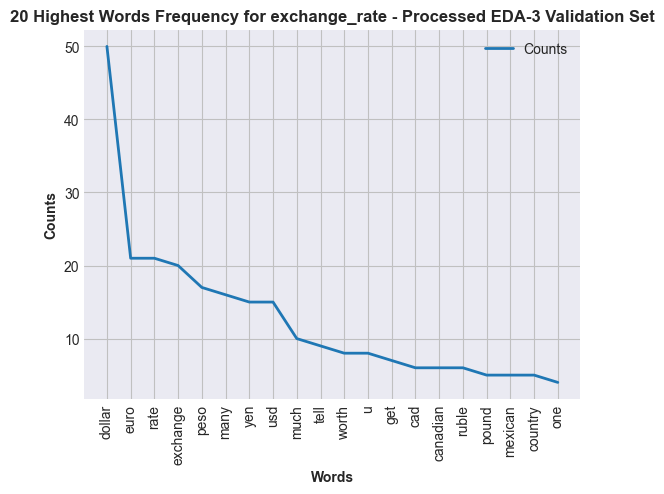 20 Highest Words Frequency for exchange_rate - Processed EDA-3 Validation Set
Counts
50
40
30
20
10
Counts
dollar
euro
rate
exchange
peso
many
yen
usd
much
tell
worth
u
get
cad
canadian
ruble
pound
mexican
country
one
Words